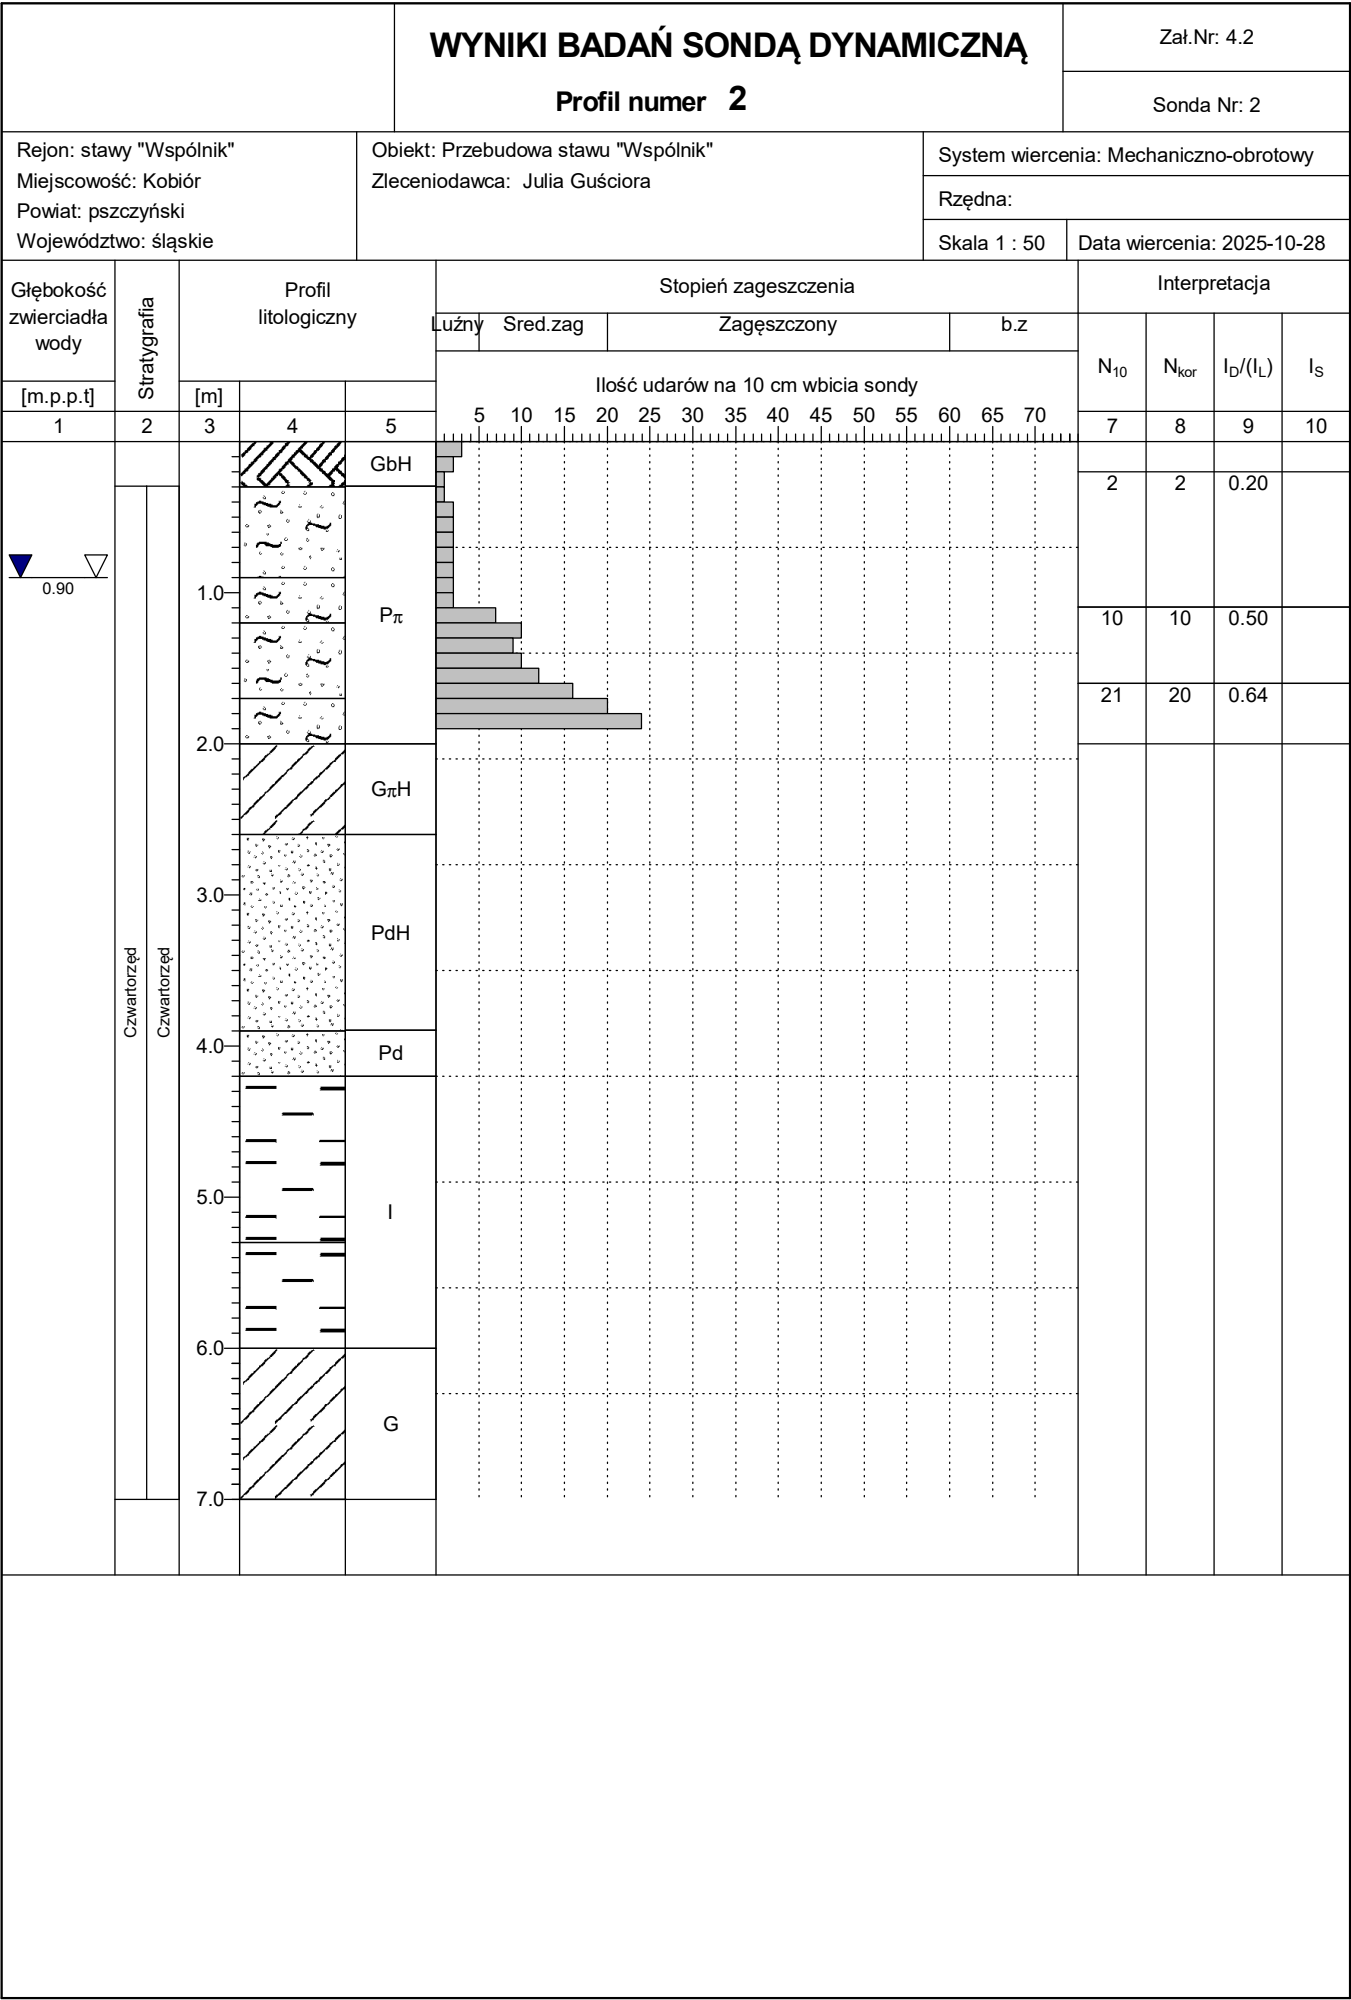 WYNIKI BADAŃ SONDĄ DYNAMICZNĄ
Profil numer 2
Zał.Nr: 4.2
Sonda Nr: 2
Rejon: stawy "Wspólnik"
Miejscowość: Kobiór
Powiat: pszczyński
Województwo: śląskie
Obiekt: Przebudowa stawu "Wspólnik"
Zleceniodawca: Julia Guściora
System wiercenia: Mechaniczno-obrotowy
Rzędna:
Skala 1 : 50
Data wiercenia: 2025-10-28
Głębokość
zwierciadła
wody
[m.p.p.t]
Stratygrafia
Profil
litologiczny
[m]
Stopień zageszczenia
Luźny Sred.zag Zagęszczony b.z
Ilość udarów na 10 cm wbicia sondy
5 10 15 20 25 30 35 40 45 50 55 60 65 70
Interpretacja
N10 Nkor ID/(IL) IS
1 2 3 4 5 7 8 9 10
GbH
2 2 0.20
0.90
1.0
Pπ
10 10 0.50
21 20 0.64
2.0
GπH
3.0
PdH
Czwartorzęd
Czwartorzęd
4.0
Pd
5.0
I
6.0
G
7.0